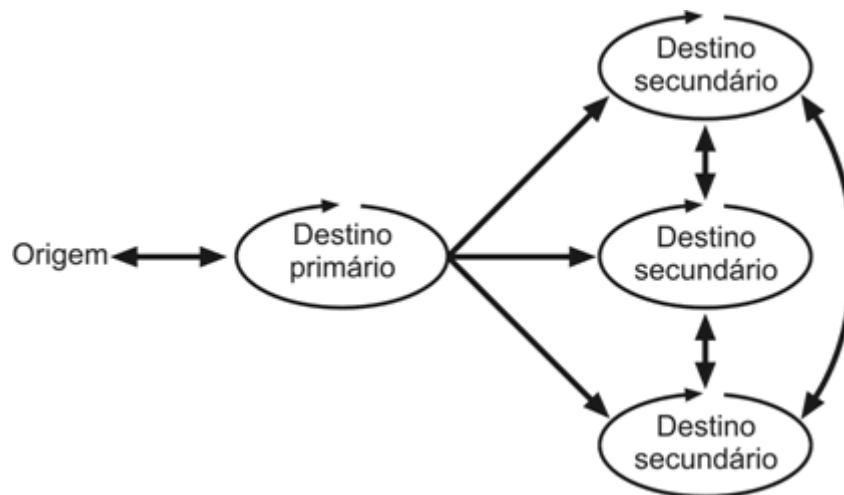 Destino
secundário
Origem
Destino
primário
Destino
secundário
Destino
secundário